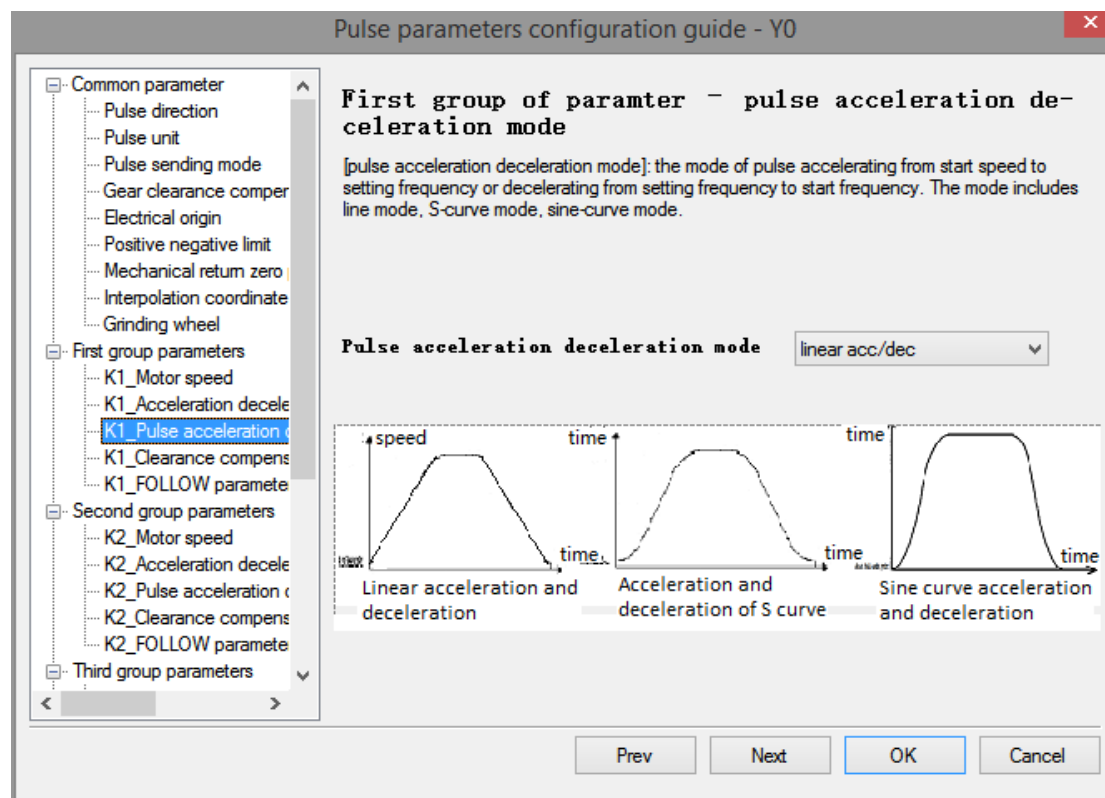 Pulse parameters configuration guide - Y0
Common parameter
Pulse direction
Pulse unit
Pulse sending mode
Gear clearance compen
Electrical origin
Positive negative limit
Mechanical return zero
Interpolation coordinate
Grinding wheel
First group parameters
K1_Motor speed
K1_Acceleration decele
K1_Pulse acceleration d
K1_Clearance compens
K1_FOLLOW paramete
Second group parameters
K2_Motor speed
K2_Acceleration decele
K2_Pulse acceleration d
K2_Clearance compens
K2_FOLLOW paramete
Third group parameters
First group of paramter - pulse acceleration de-
celeration mode
[pulse acceleration deceleration mode]: the mode of pulse accelerating from start speed to
setting frequency or decelerating from setting frequency to start frequency. The mode includes
line mode, S-curve mode, sine-curve mode.
Pulse acceleration deceleration mode
linear acc/dec
speed
time
Linear acceleration and
deceleration
time
time
Acceleration and
deceleration of S curve
time
time
Sine curve acceleration
and deceleration
Prev
Next
OK
Cancel